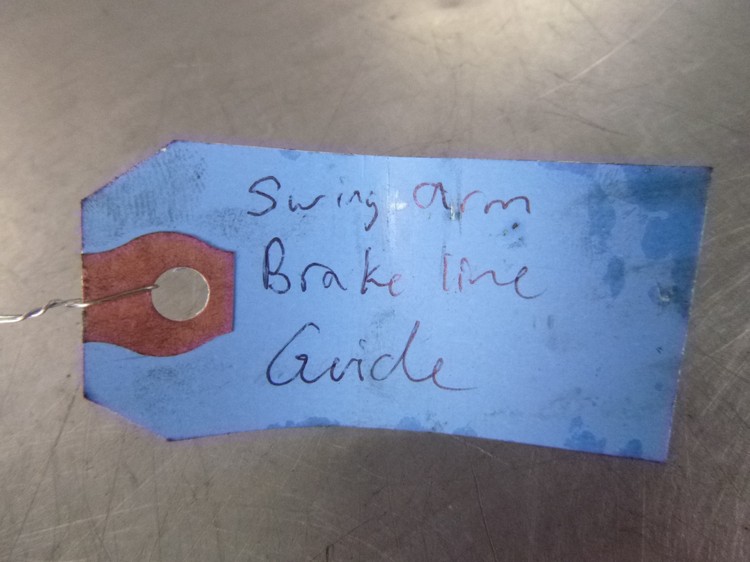 Swing arm
Brake line
Guide